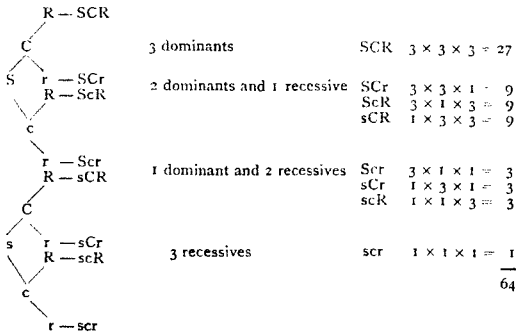 R — SCR
C 3 dominants SCR 3 × 3 × 3 = 27
S r — SCr 2 dominants and 1 recessive SCr 3 × 3 × 1 = 9
R — ScR ScR 3 × 1 × 3 = 9
c sCR 1 × 3 × 3 = 9
r — Scr 1 dominant and 2 recessives Scr 3 × 1 × 1 = 3
R — sCR sCr 1 × 3 × 1 = 3
C scR 1 × 1 × 3 = 3
s r — sCr 3 recessives scr 1 × 1 × 1 = 1
R — scR
c 64
r — scr